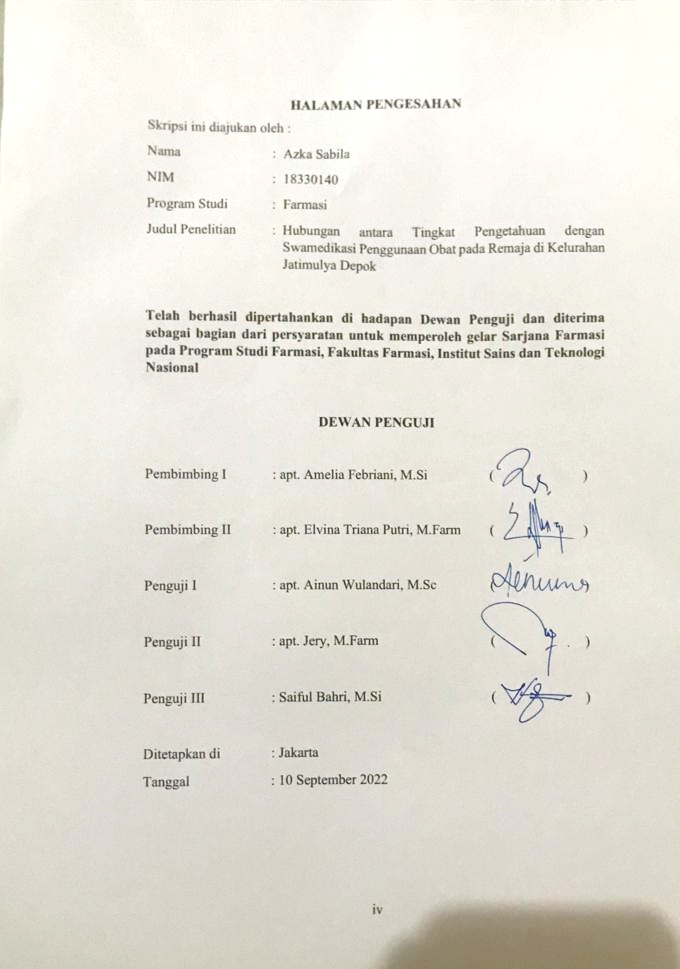 HALAMAN PENGESAHAN
Skripsi ini diajukan oleh :
Nama : Azka Sabila
NIM : 18330140
Program Studi : Farmasi
Judul Penelitian : Hubungan antara Tingkat Pengetahuan dengan
Swamedikasi Penggunaan Obat pada Remaja di Kelurahan
Jatimulya Depok
Telah berhasil dipertahankan di hadapan Dewan Penguji dan diterima
sebagai bagian dari persyaratan untuk memperoleh gelar Sarjana Farmasi
pada Program Studi Farmasi, Fakultas Farmasi, Institut Sains dan Teknologi
Nasional
DEWAN PENGUJI
Pembimbing I : apt. Amelia Febriani, M.Si ( )
Pembimbing II : apt. Elvina Triana Putri, M.Farm ( )
Penguji I : apt. Ainun Wulandari, M.Sc
Penguji II : apt. Jery, M.Farm ( )
Penguji III : Saiful Bahri, M.Si ( )
Ditetapkan di : Jakarta
Tanggal : 10 September 2022
iv